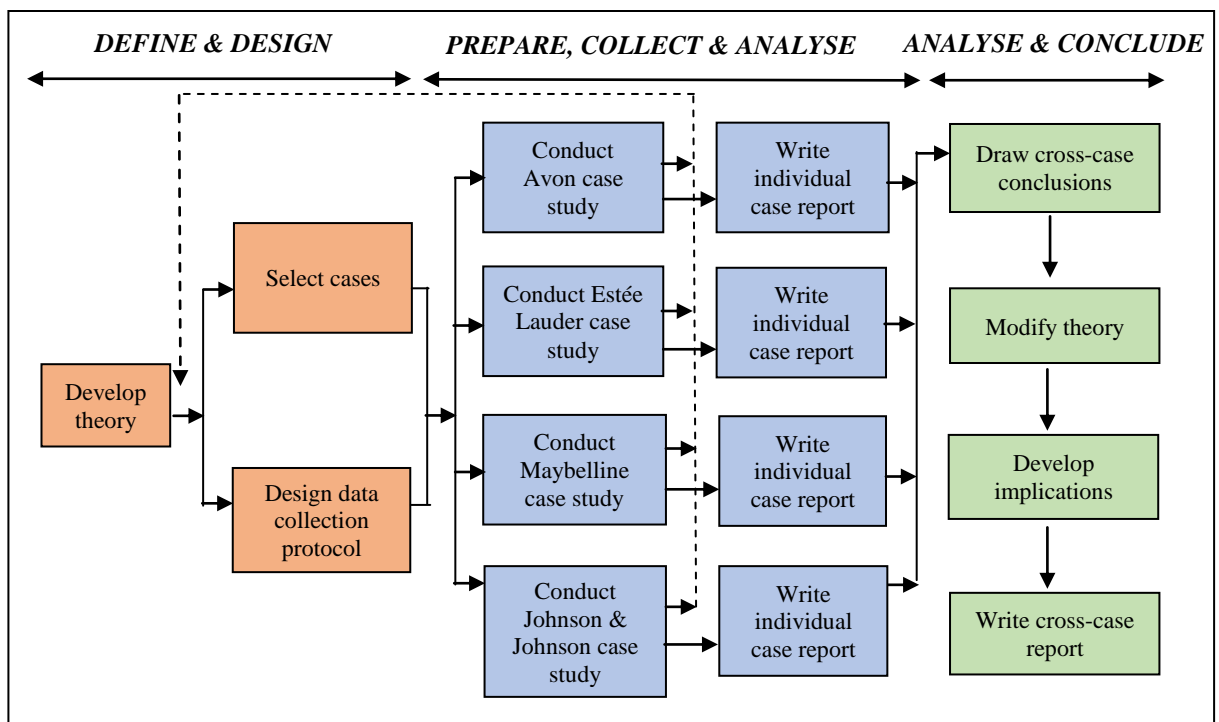 DEFINE & DESIGN
PREPARE, COLLECT & ANALYSE
ANALYSE & CONCLUDE
Develop
theory
Select cases
Design data
collection
protocol
Conduct
Avon case
study
Write
individual
case report
Conduct Estée
Lauder case
study
Write
individual
case report
Conduct
Maybelline
case study
Write
individual
case report
Conduct
Johnson &
Johnson case
study
Write
individual
case report
Draw cross-case
conclusions
Modify theory
Develop
implications
Write cross-case
report